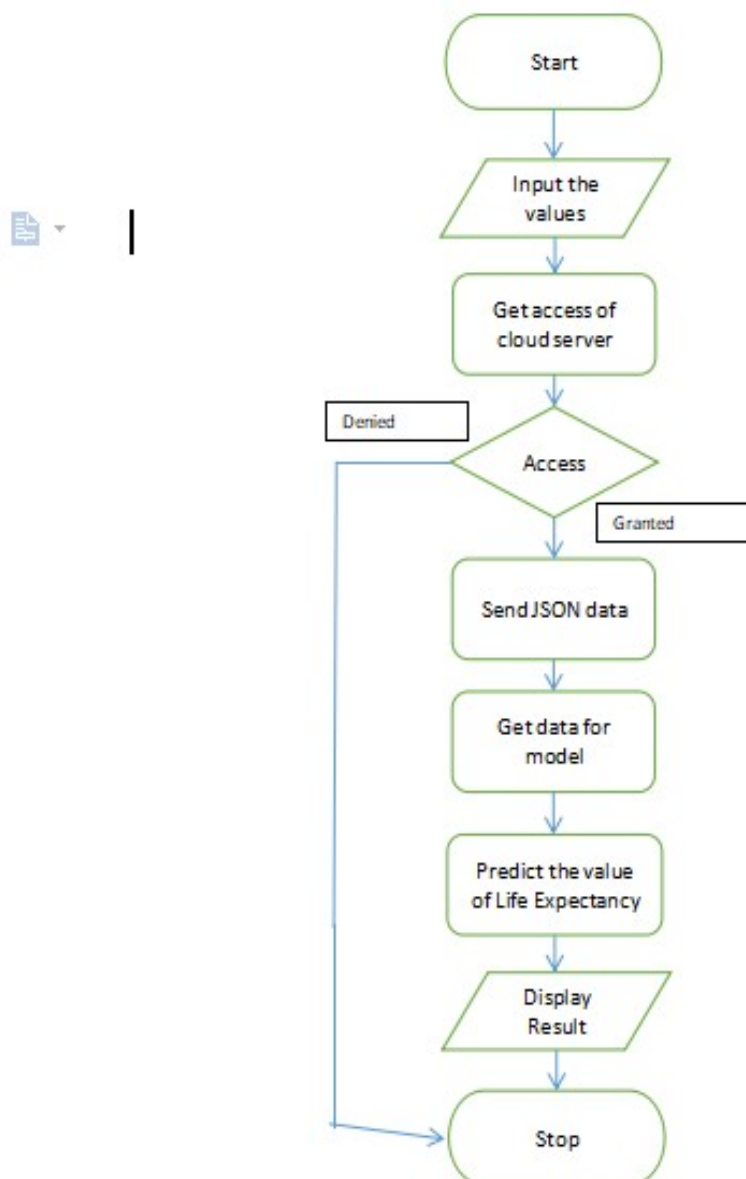 Start
Input the
values
Get access of
cloud server
Denied
Access
Granted
Send JSON data
Get data for
model
Predict the value
of Life Expectancy
Display
Result
Stop